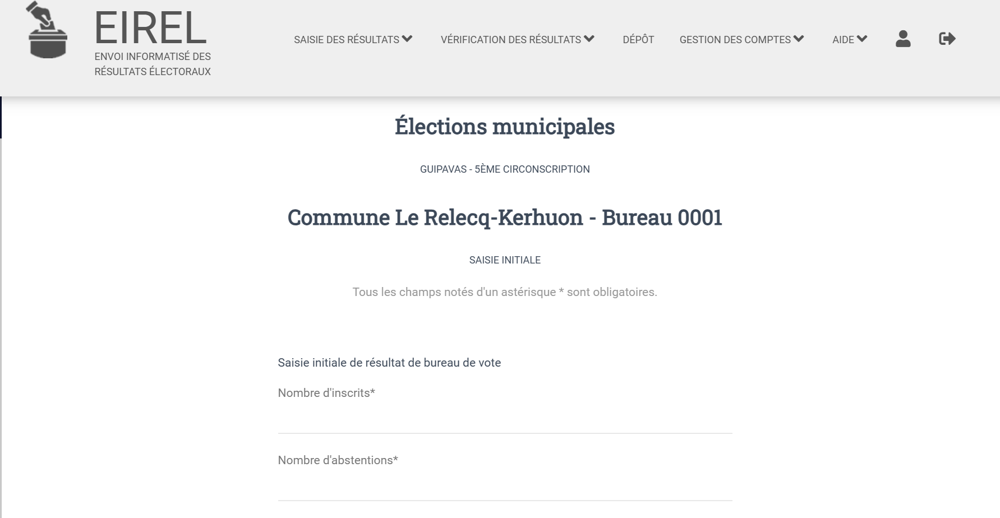 EIREL
ENVOI INFORMATISÉ DES
RÉSULTATS ÉLECTORAUX
SAISIE DES RÉSULTATS
VÉRIFICATION DES RÉSULTATS
DÉPÔT
GESTION DES COMPTES
AIDE
Élections municipales
GUIPAVAS - 5ÈME CIRCONSCRIPTION
Commune Le Relecq-Kerhuon - Bureau 0001
SAISIE INITIALE
Tous les champs notés d'un astérisque * sont obligatoires.
Saisie initiale de résultat de bureau de vote
Nombre d'inscrits*
Nombre d'abstentions*